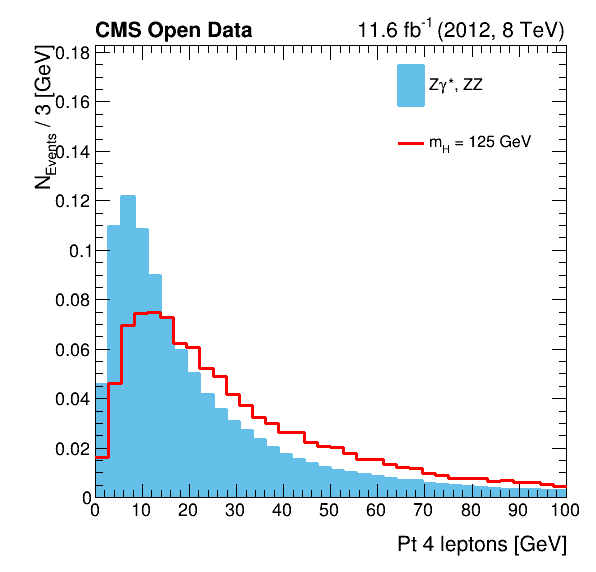 CMS Open Data
11.6 fb⁻¹ (2012, 8 TeV)
N_Events / 3 [GeV]
0.18
0.16
0.14
0.12
0.1
0.08
0.06
0.04
0.02
0
Zγ*, ZZ
m_H = 125 GeV
0 10 20 30 40 50 60 70 80 90 100
Pt 4 leptons [GeV]